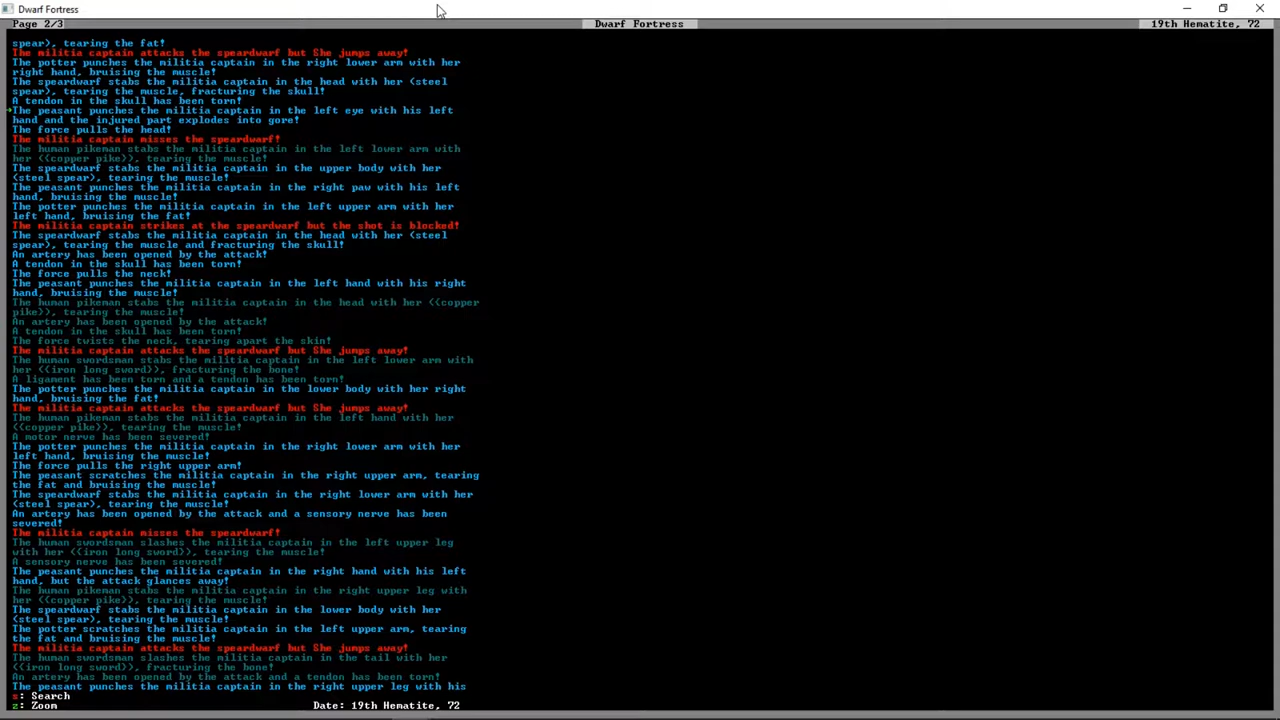 Dwarf Fortress
Page 2/3
Dwarf Fortress
19th Hematite, 72
spear), tearing the fat!
The militia captain attacks the speardwarf but She jumps away!
The potter punches the militia captain in the right lower arm with her
right hand, bruising the muscle!
The speardwarf stabs the militia captain in the head with her (steel
spear), tearing the muscle, fracturing the skull!
A tendon in the skull has been torn!
The peasant punches the militia captain in the left eye with his left
hand and the injured part explodes into gore!
The force pulls the head!
The militia captain misses the speardwarf!
The human pikeman stabs the militia captain in the left lower arm with
her ((copper pike)), tearing the muscle!
The speardwarf stabs the militia captain in the upper body with her
(steel spear), tearing the muscle!
The peasant punches the militia captain in the right paw with his left
hand, bruising the muscle!
The potter punches the militia captain in the left upper arm with her
left hand, bruising the fat!
The militia captain strikes at the speardwarf but the shot is blocked!
The speardwarf stabs the militia captain in the head with her (steel
spear), tearing the muscle and fracturing the skull!
An artery has been opened by the attack!
A tendon in the skull has been torn!
The force pulls the neck!
The peasant punches the militia captain in the left hand with his right
hand, bruising the muscle!
The human pikeman stabs the militia captain in the head with her ((copper
pike)), tearing the muscle!
An artery has been opened by the attack!
A tendon in the skull has been torn!
The force twists the neck, tearing apart the skin!
The militia captain attacks the speardwarf but She jumps away!
The human swordsman stabs the militia captain in the left lower arm with
her ((iron long sword)), fracturing the bone!
A ligament has been torn and a tendon has been torn!
The potter punches the militia captain in the lower body with her right
hand, bruising the fat!
The militia captain attacks the speardwarf but She jumps away!
The human pikeman stabs the militia captain in the left hand with her
((copper pike)), tearing the muscle!
A motor nerve has been severed!
The potter punches the militia captain in the right lower arm with her
left hand, bruising the muscle!
The force pulls the right upper arm!
The peasant scratches the militia captain in the right upper arm, tearing
the fat and bruising the muscle!
The speardwarf stabs the militia captain in the right lower arm with her
(steel spear), tearing the muscle!
An artery has been opened by the attack and a sensory nerve has been
severed!
The militia captain misses the speardwarf!
The human swordsman slashes the militia captain in the left upper leg
with her ((iron long sword)), tearing the muscle!
A sensory nerve has been severed!
The peasant punches the militia captain in the right hand with his left
hand, but the attack glances away!
The human pikeman stabs the militia captain in the right upper leg with
her ((copper pike)), tearing the muscle!
The speardwarf stabs the militia captain in the lower body with her
(steel spear), tearing the muscle!
The potter scratches the militia captain in the left upper arm, tearing
the fat and bruising the muscle!
The militia captain attacks the speardwarf but She jumps away!
The human swordsman slashes the militia captain in the tail with her
((iron long sword)), fracturing the bone!
An artery has been opened by the attack and a tendon has been torn!
The peasant punches the militia captain in the right upper leg with his
s: Search
z: Zoom
Date: 19th Hematite, 72